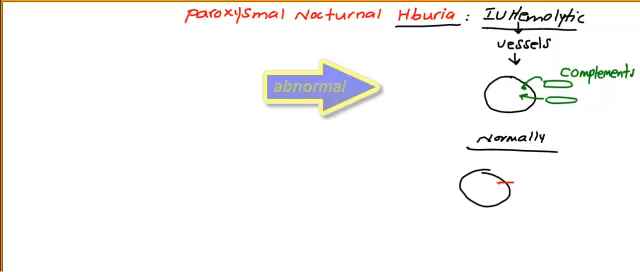 Paroxysmal Nocturnal Hburia : IV Hemolytic
vessels
Complements
abnormal
Normally